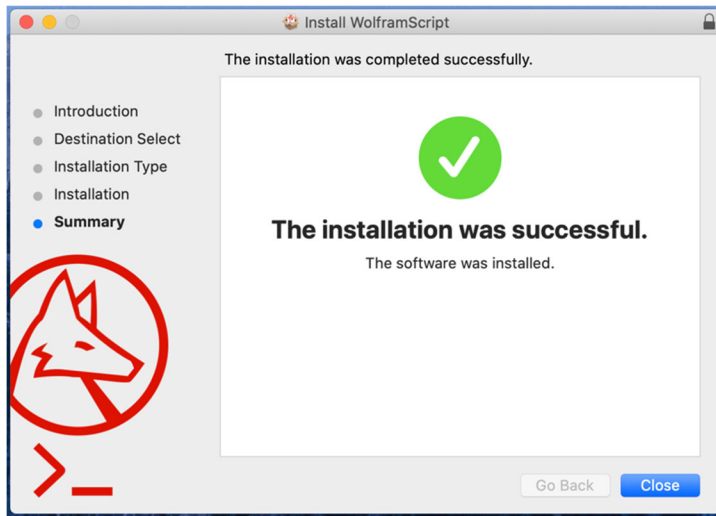 Install WolframScript
The installation was completed successfully.
Introduction
Destination Select
Installation Type
Installation
Summary
The installation was successful.
The software was installed.
>_
Go Back
Close